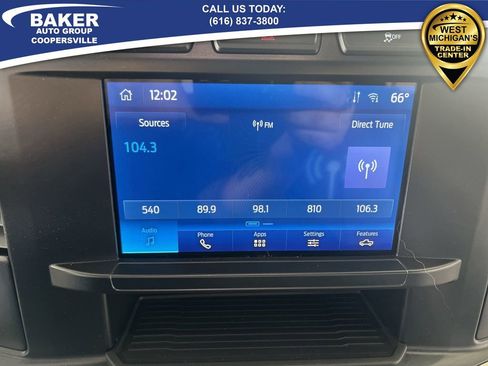 BAKER
AUTO GROUP
COOPERSVILLE
CALL US TODAY:
(616) 837-3800
WEST
MICHIGAN'S
TRADE-IN
CENTER
OFF
12:02
66°
Sources
FM
Direct Tune
104.3
540
89.9
98.1
810
106.3
Audio
Phone
Apps
Settings
Features